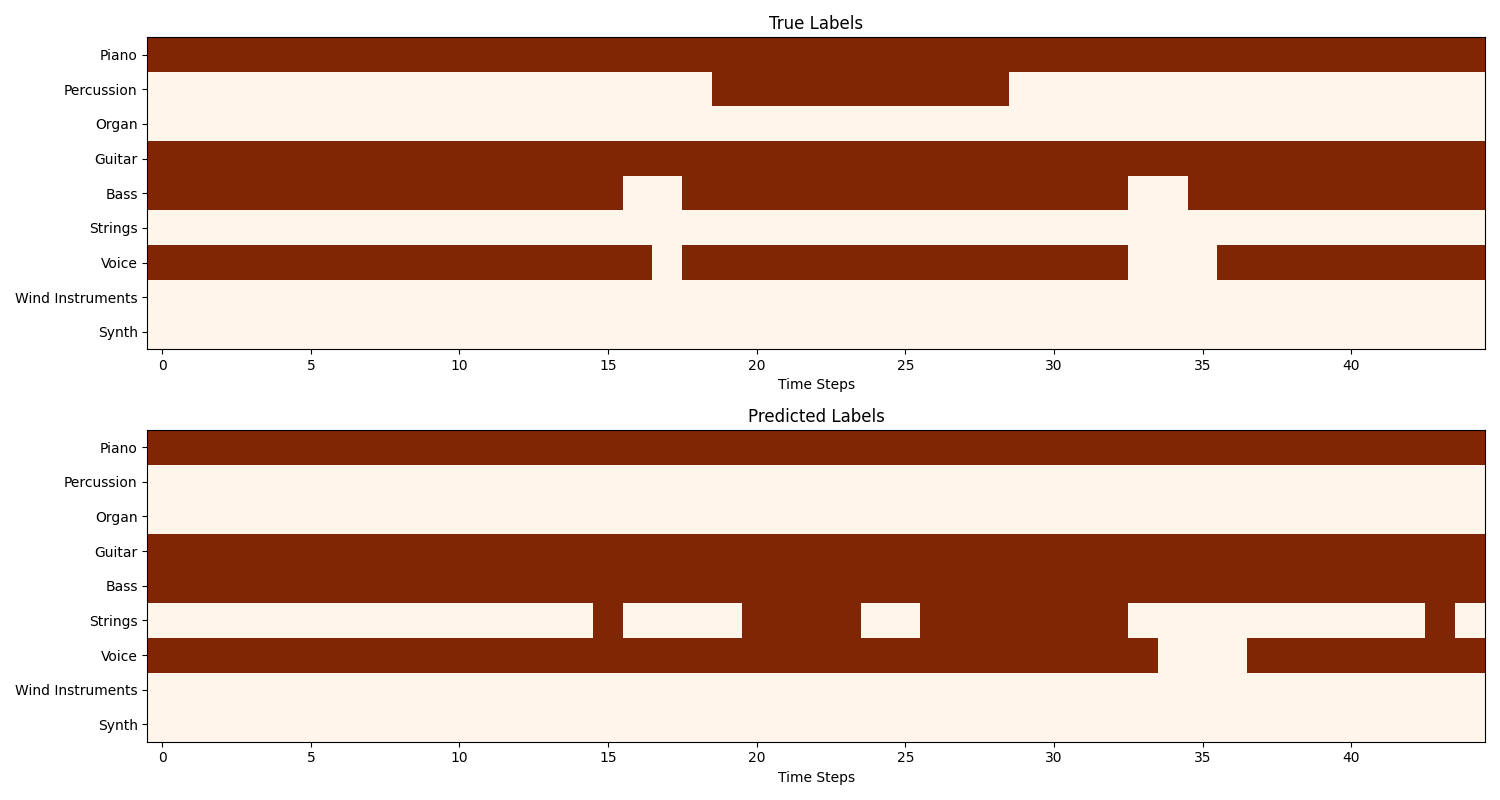 True Labels
Piano
Percussion
Organ
Guitar
Bass
Strings
Voice
Wind Instruments
Synth
0 5 10 15 20 25 30 35 40
Time Steps
Predicted Labels
Piano
Percussion
Organ
Guitar
Bass
Strings
Voice
Wind Instruments
Synth
0 5 10 15 20 25 30 35 40
Time Steps